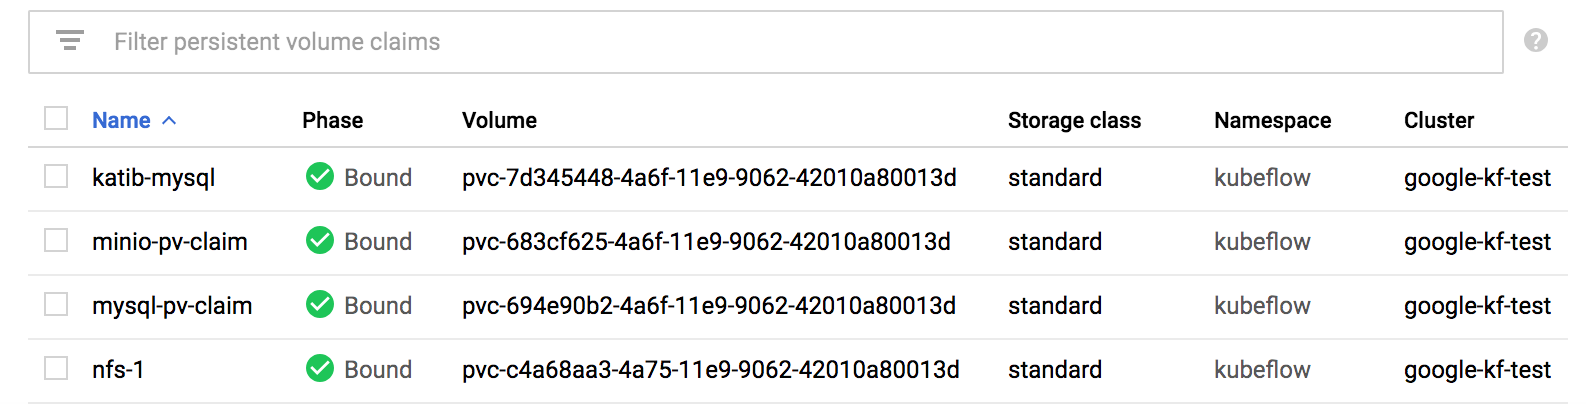 Filter persistent volume claims
Name Phase Volume Storage class Namespace Cluster
katib-mysql Bound pvc-7d345448-4a6f-11e9-9062-42010a80013d standard kubeflow google-kf-test
minio-pv-claim Bound pvc-683cf625-4a6f-11e9-9062-42010a80013d standard kubeflow google-kf-test
mysql-pv-claim Bound pvc-694e90b2-4a6f-11e9-9062-42010a80013d standard kubeflow google-kf-test
nfs-1 Bound pvc-c4a68aa3-4a75-11e9-9062-42010a80013d standard kubeflow google-kf-test